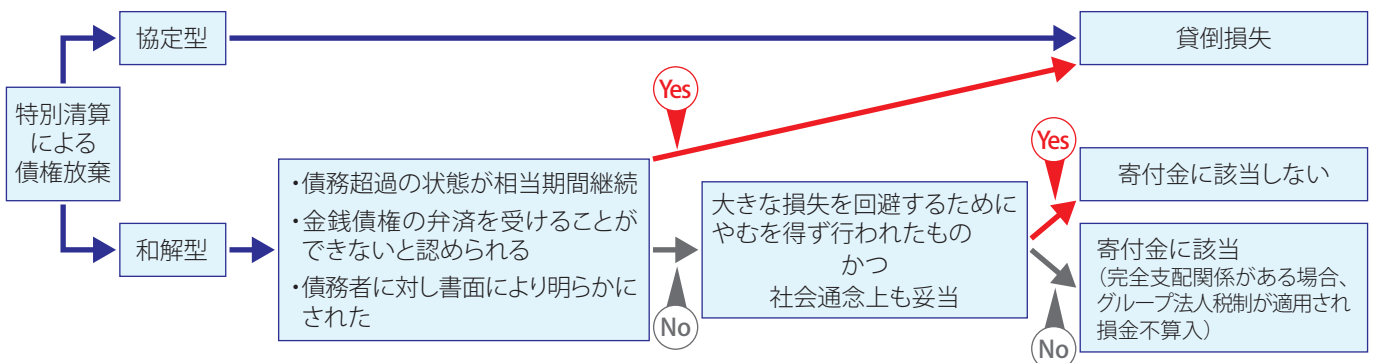 特別清算
による
債権放棄
協定型
貸倒損失
和解型
・債務超過の状態が相当期間継続
・金銭債権の弁済を受けることが
できないと認められる
・債務者に対し書面により明らかに
された
Yes
No
大きな損失を回避するために
やむを得ず行われたもの
かつ
社会通念上も妥当
Yes
寄付金に該当しない
No
寄付金に該当
（完全支配関係がある場合、
グループ法人税制が適用され
損金不算入）